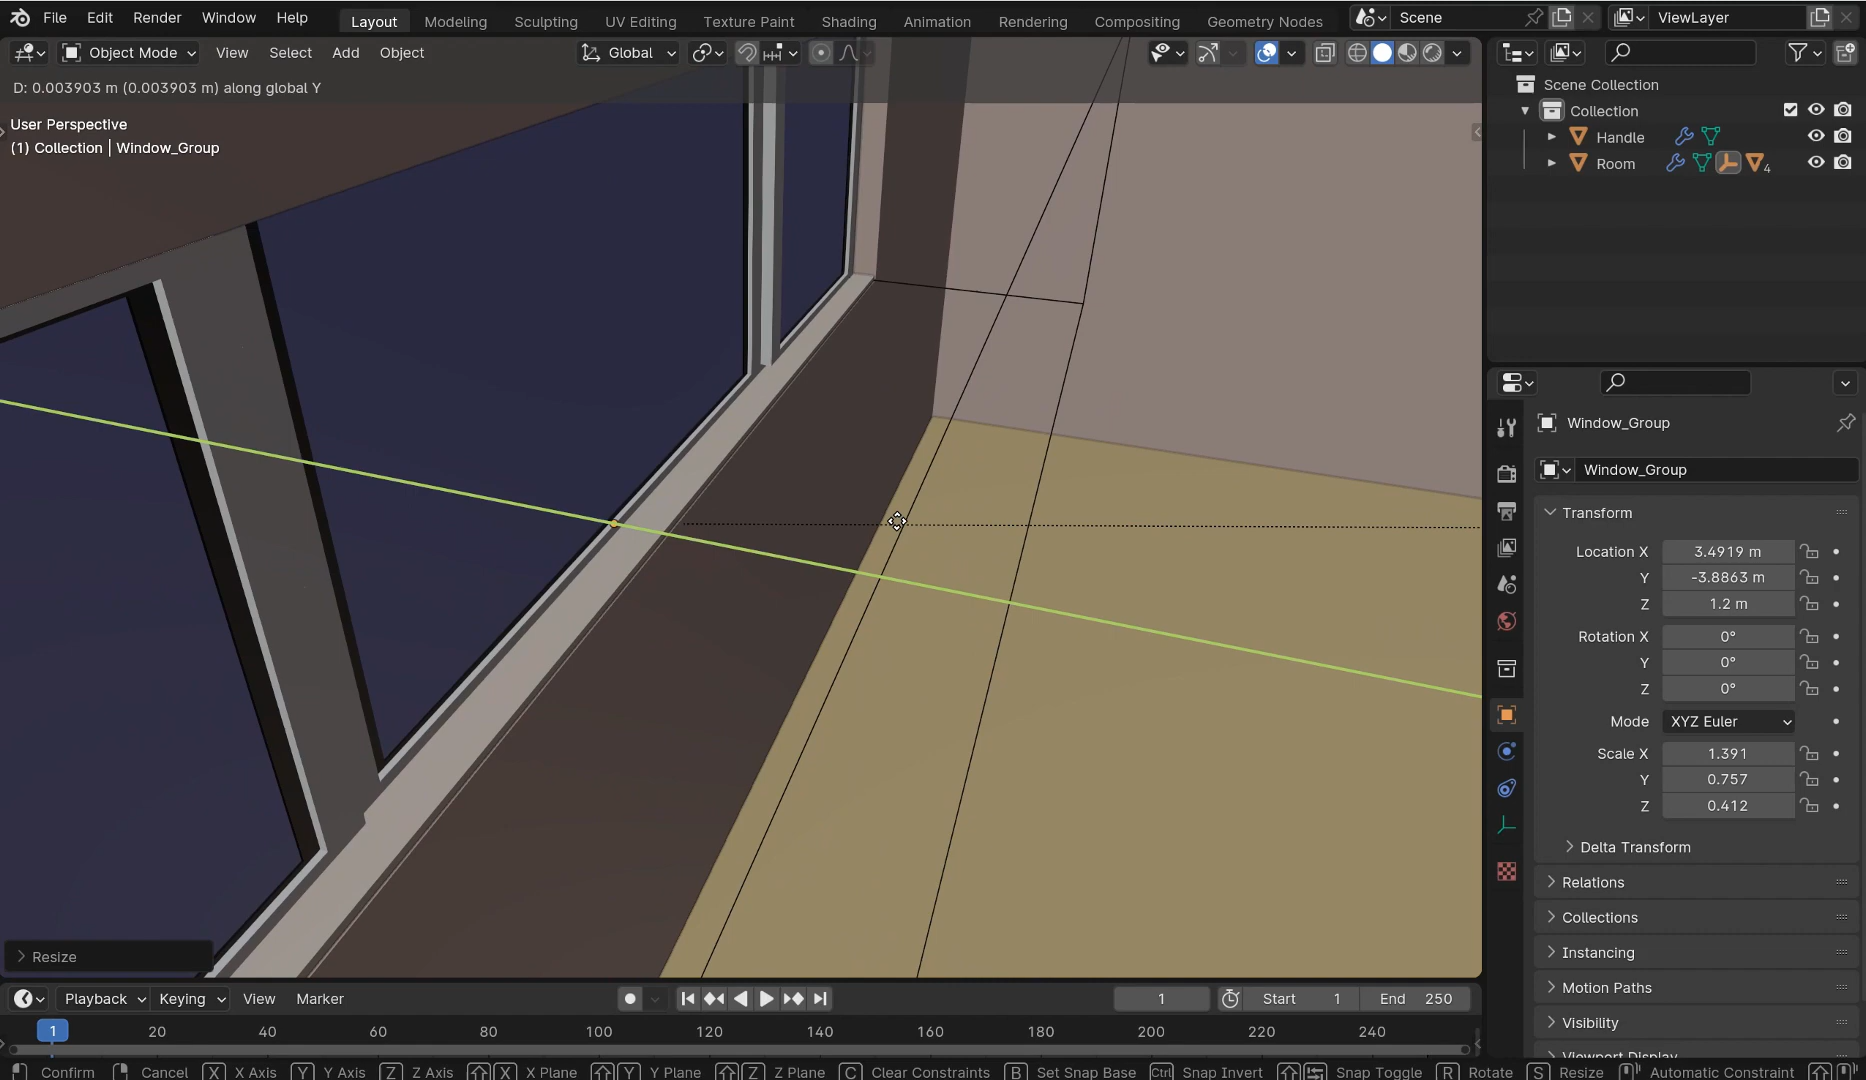 File Edit Render Window Help Layout Modeling Sculpting UV Editing Texture Paint Shading Animation Rendering Compositing Geometry Nodes Scene ViewLayer
Object Mode View Select Add Object Global
D: 0.003903 m (0.003903 m) along global Y
User Perspective
(1) Collection | Window_Group
Scene Collection
Collection
Handle
Room 4
Window_Group
Window_Group
Transform
Location X 3.4919 m
Y -3.8863 m
Z 1.2 m
Rotation X 0°
Y 0°
Z 0°
Mode XYZ Euler
Scale X 1.391
Y 0.757
Z 0.412
Delta Transform
Relations
Collections
Instancing
Motion Paths
Visibility
Viewport Display
Resize
Playback Keying View Marker 1 Start 1 End 250
1 20 40 60 80 100 120 140 160 180 200 220 240
Confirm Cancel X X Axis Y Y Axis Z Z Axis X X Plane Y Y Plane Z Z Plane C Clear Constraints B Set Snap Base Ctrl Snap Invert Snap Toggle R Rotate S Resize Automatic Constraint